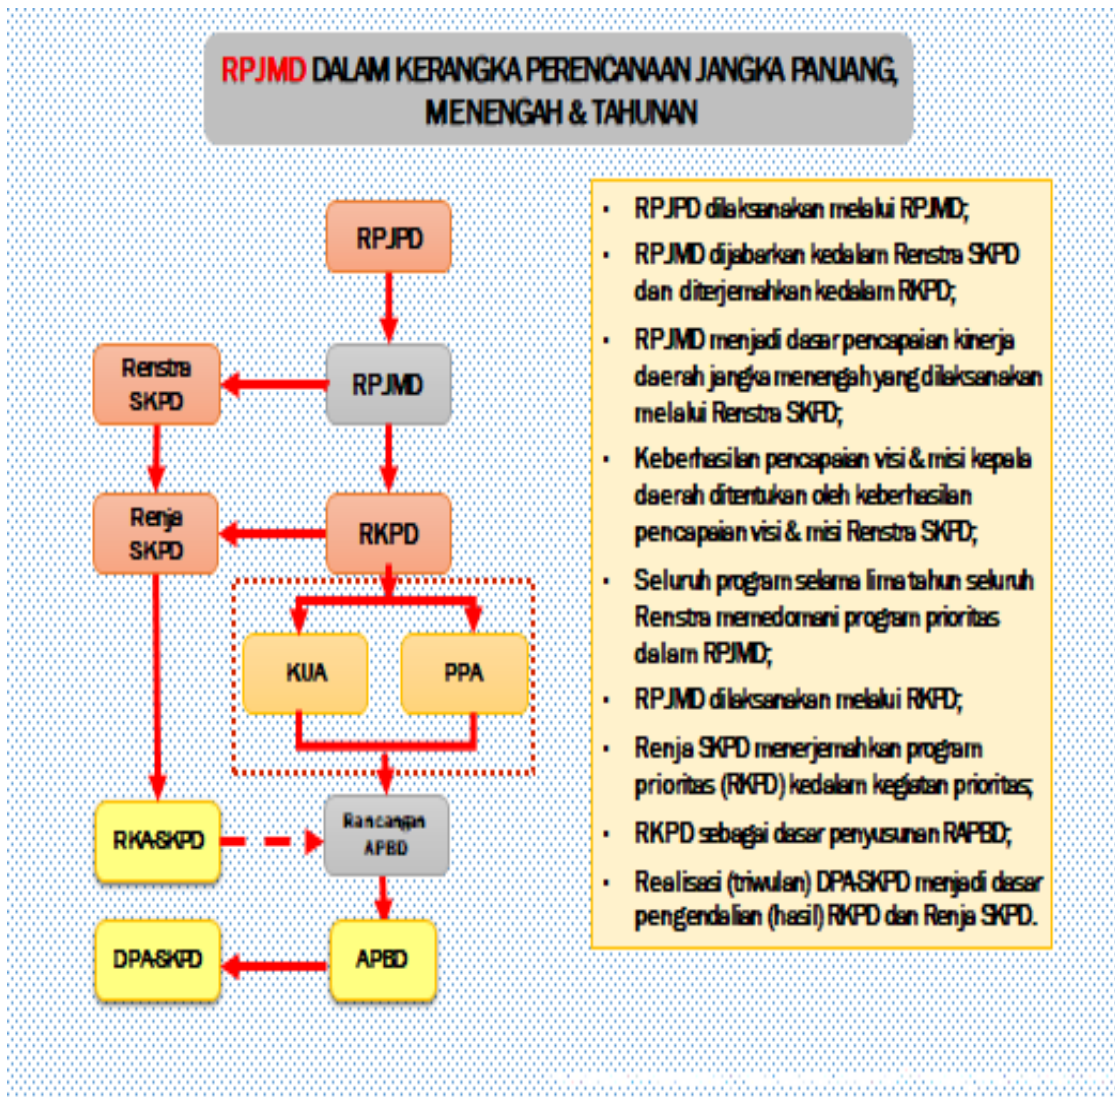 RPJMD DALAM KERANGKA PERENCANAAN JANGKA PANJANG,
MENENGAH & TAHUNAN
RPJPD
Renstra
SKPD
RPJMD
Renja
SKPD
RKPD
KUA
PPA
RKA-SKPD
Rancangan
APBD
DPA-SKPD
APBD
• RPJPD dilaksanakan melalui RPJMD;
• RPJMD dijabarkan kedalam Renstra SKPD
dan diterjemahkan kedalam RKPD;
• RPJMD menjadi dasar pencapaian kinerja
daerah jangka menengah yang dilaksanakan
melalui Renstra SKPD;
• Keberhasilan pencapaian visi & misi kepala
daerah ditentukan oleh keberhasilan
pencapaian visi & misi Renstra SKPD;
• Seluruh program selama lima tahun seluruh
Renstra memedomani program prioritas
dalam RPJMD;
• RPJMD dilaksanakan melalui RKPD;
• Renja SKPD menerjemahkan program
prioritas (RKPD) kedalam kegiatan prioritas;
• RKPD sebagai dasar penyusunan RAPBD;
• Realisasi (triwulan) DPA-SKPD menjadi dasar
pengendalian (hasil) RKPD dan Renja SKPD.